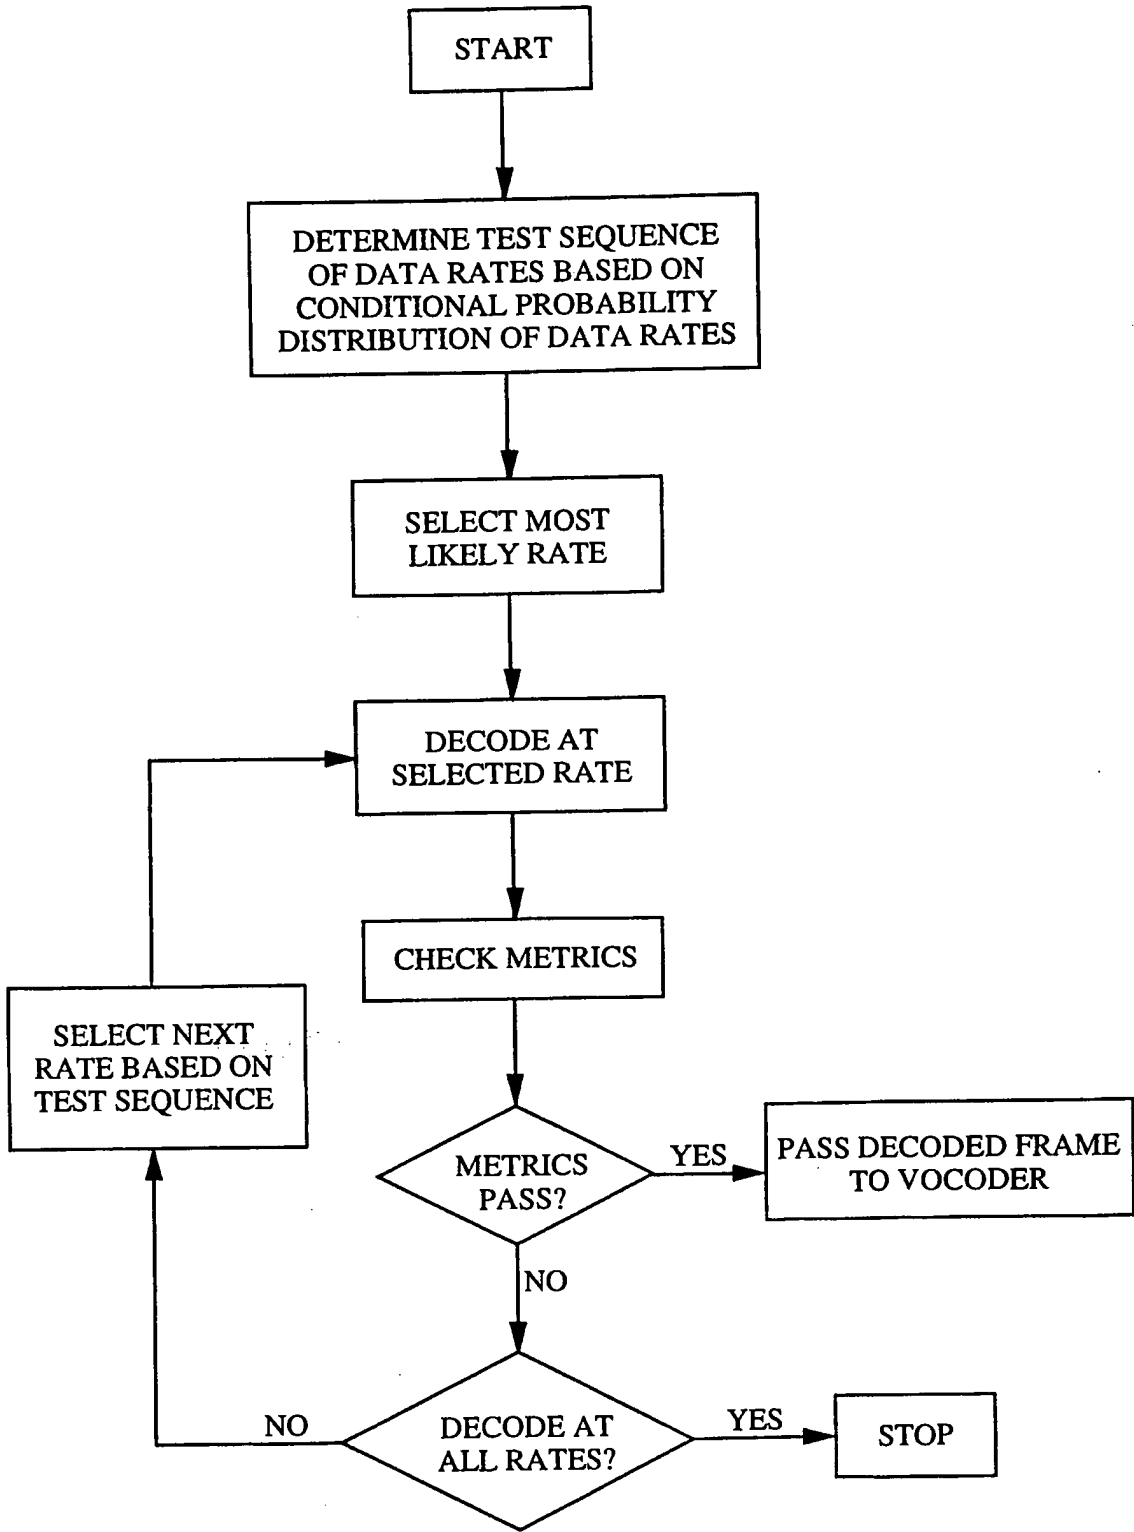 START
DETERMINE TEST SEQUENCE
OF DATA RATES BASED ON
CONDITIONAL PROBABILITY
DISTRIBUTION OF DATA RATES
SELECT MOST
LIKELY RATE
DECODE AT
SELECTED RATE
CHECK METRICS
SELECT NEXT
RATE BASED ON
TEST SEQUENCE
METRICS
PASS?
YES
PASS DECODED FRAME
TO VOCODER
NO
DECODE AT
ALL RATES?
NO
YES
STOP